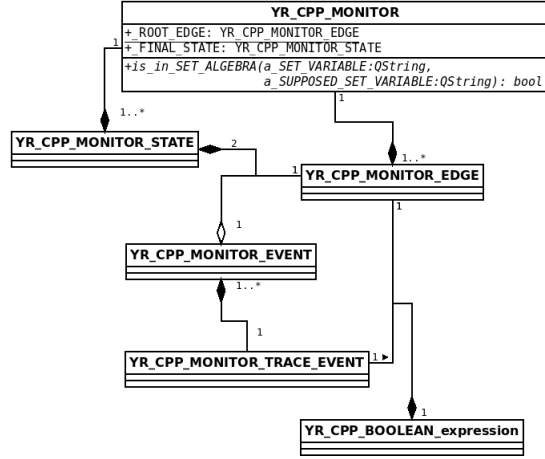 YR_CPP_MONITOR
+_ROOT_EDGE: YR_CPP_MONITOR_EDGE
+_FINAL_STATE: YR_CPP_MONITOR_STATE
+is_in_SET_ALGEBRA(a_SET_VARIABLE:QString,
a_SUPPOSED_SET_VARIABLE:QString): bool
1
1
1..*
YR_CPP_MONITOR_STATE
2
1..*
1
YR_CPP_MONITOR_EDGE
1
1
YR_CPP_MONITOR_EVENT
1..*
1
YR_CPP_MONITOR_TRACE_EVENT
1
1
YR_CPP_BOOLEAN_expression